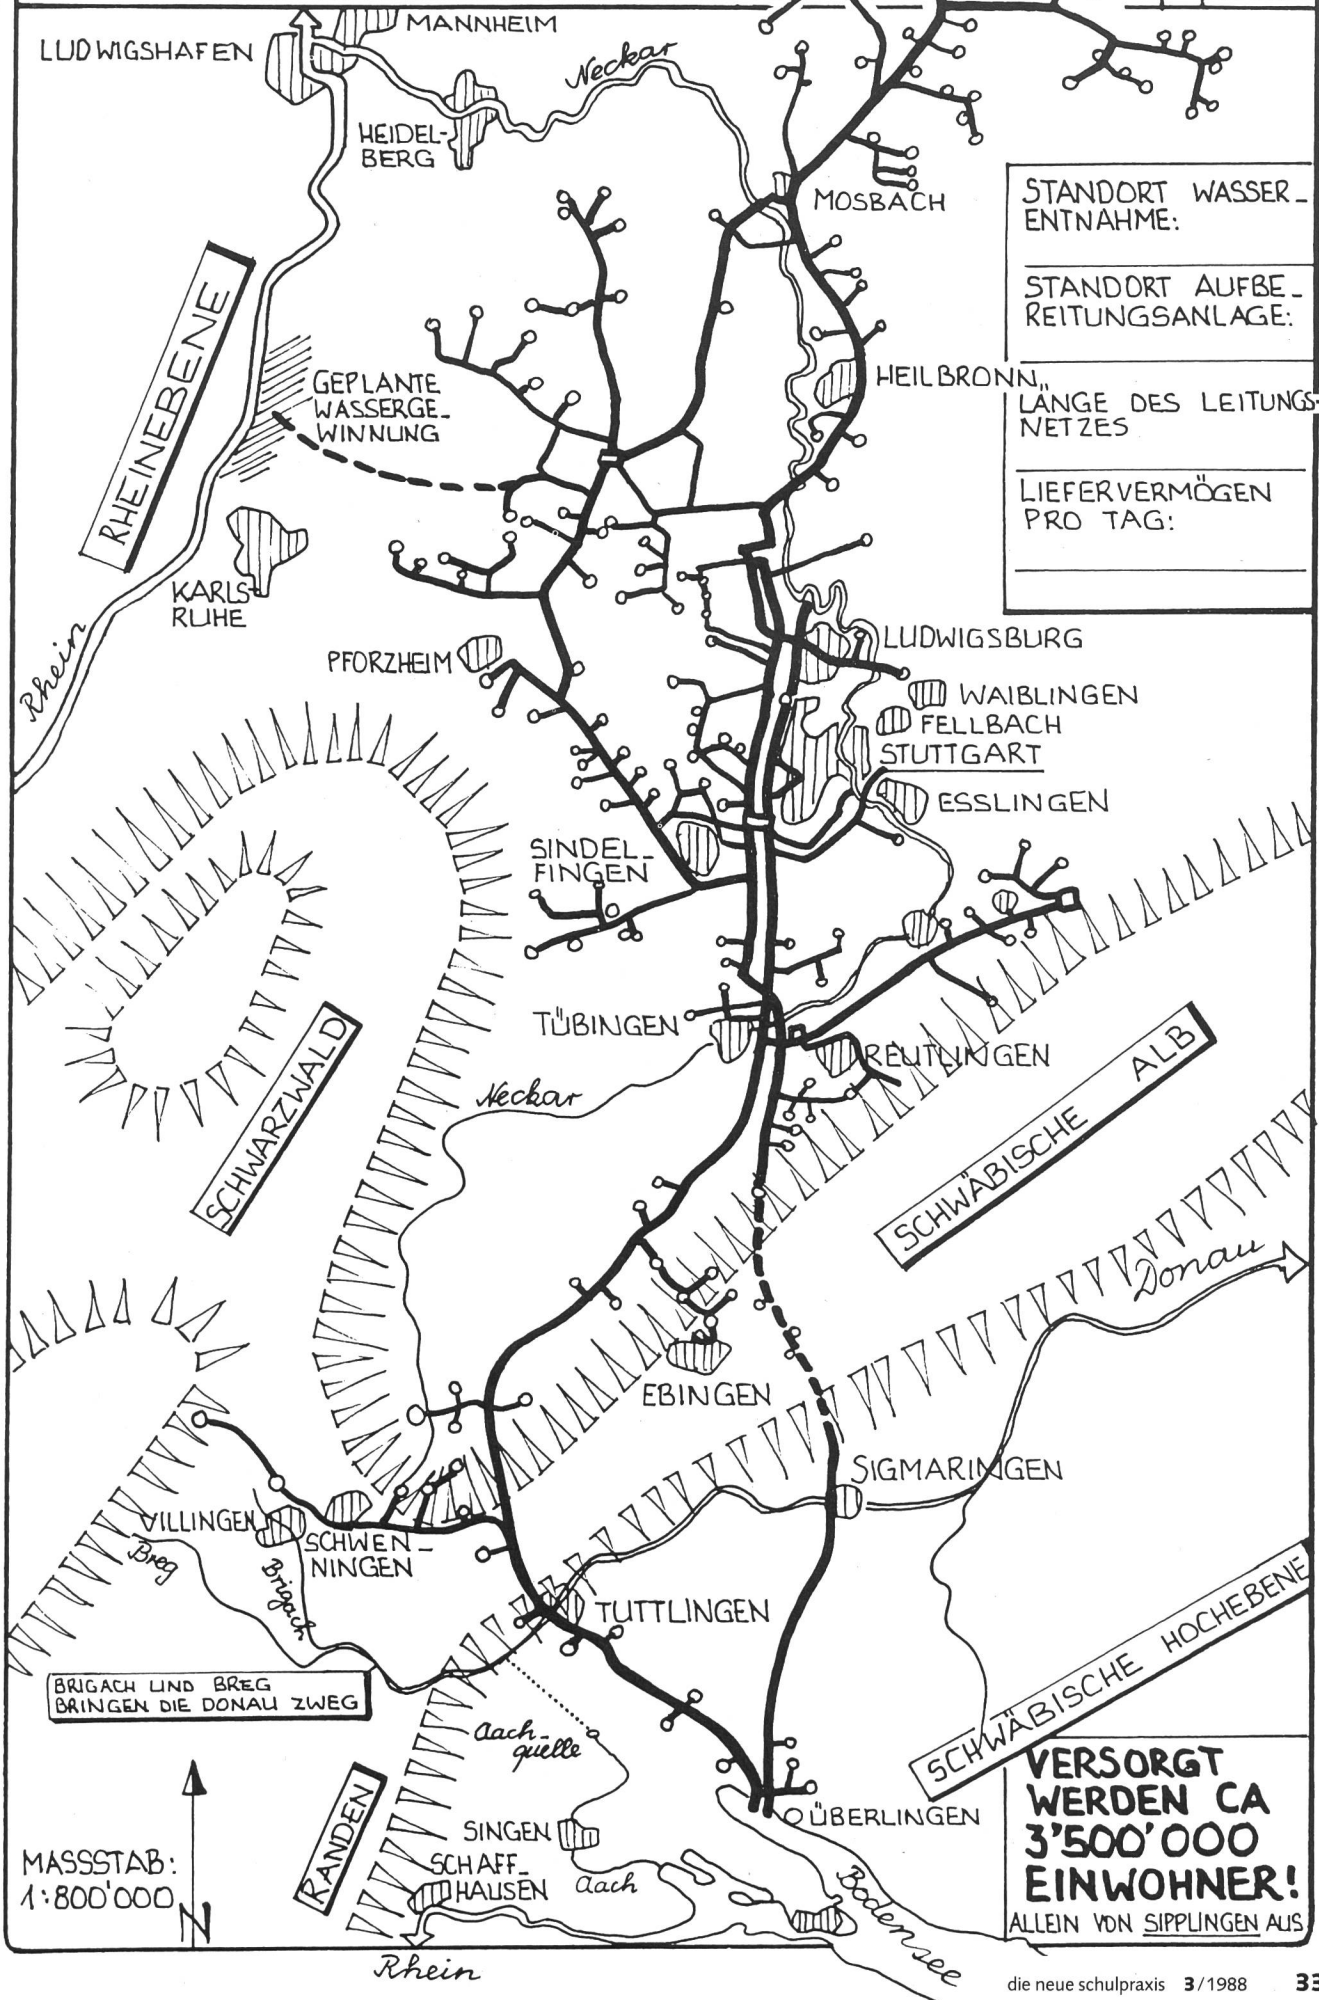 MANNHEIM
LUDWIGSHAFEN
Neckar
HEIDEL-
BERG
MOSBACH
STANDORT WASSER-
ENTNAHME:
STANDORT AUFBE-
REITUNGSANLAGE:
LÄNGE DES LEITUNGS-
NETZES
LIEFERVERMÖGEN
PRO TAG:
RHEINEBENE
GEPLANTE
WASSERGE-
WINNUNG
HEILBRONN
KARLS-
RUHE
Rhein
PFORZHEIM
LUDWIGSBURG
WAIBLINGEN
FELLBACH
STUTTGART
ESSLINGEN
SINDEL-
FINGEN
TÜBINGEN
REUTLINGEN
SCHWARZWALD
Neckar
SCHWÄBISCHE ALB
Donau
EBINGEN
SIGMARINGEN
VILLINGEN
SCHWEN-
NINGEN
Breg
Brigach
TUTTLINGEN
BRIGACH UND BREG
BRINGEN DIE DONAU ZWEG
Aach-
quelle
SCHWÄBISCHE HOCHEBENE
RANDEN
SINGEN
SCHAFF-
HAUSEN
Aach
ÜBERLINGEN
Bodensee
MASSSTAB:
1:800'000
N
VERSORGT
WERDEN CA
3'500'000
EINWOHNER!
ALLEIN VON SIPPLINGEN AUS
Rhein
die neue schulpraxis 3/1988 33